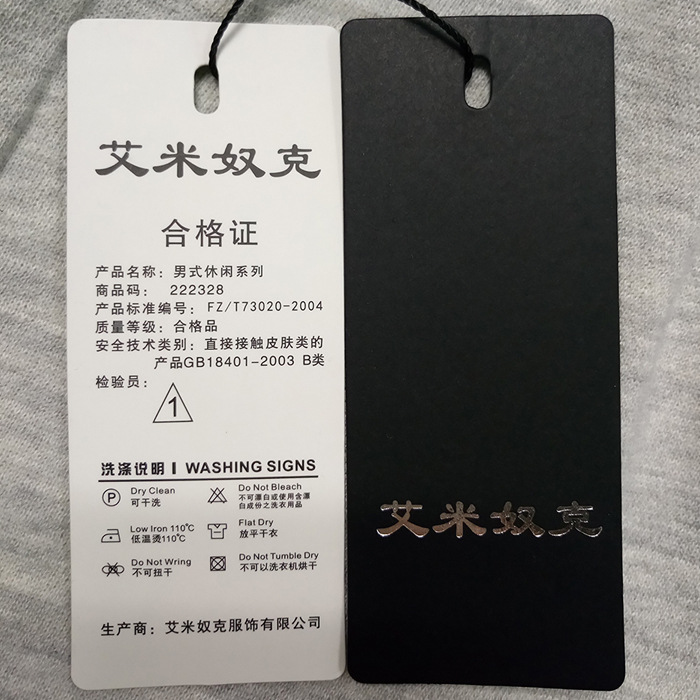 艾米奴克
合格证
产品名称：男式休闲系列
商品码： 222328
产品标准编号：FZ/T73020-2004
质量等级：合格品
安全技术类别：直接接触皮肤类的
产品GB18401-2003 B类
检验员：
1
洗涤说明 I WASHING SIGNS
P
Dry Clean
可干洗
Do Not Bleach
不可漂白或使用含漂
白成份之洗衣用品
Low Iron 110℃
低温烫110℃
Flat Dry
放平干衣
Do Not Wring
不可扭干
Do Not Tumble Dry
不可以洗衣机烘干
生产商：艾米奴克服饰有限公司
艾米奴克